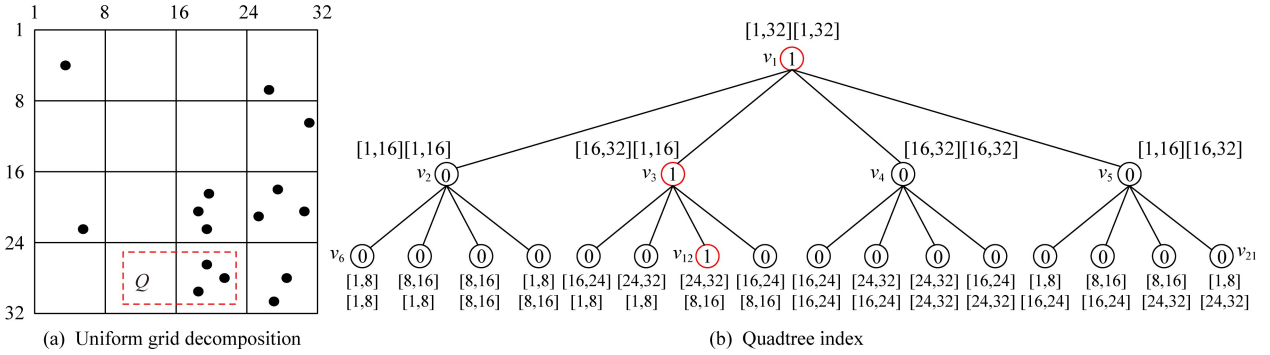 1 8 16 24 32
1
8
16
24
32
Q
(a) Uniform grid decomposition
[1,32][1,32]
v1 1
[1,16][1,16] [16,32][1,16] [16,32][16,32] [1,16][16,32]
v2 0 v3 1 v4 0 v5 0
v6 0 0 0 0 0 0 v12 1 0 0 0 0 0 0 0 0 0 v21
[1,8] [8,16] [8,16] [1,8] [16,24] [24,32] [24,32] [16,24] [16,24] [24,32] [24,32] [16,24] [1,8] [8,16] [8,16] [1,8]
[1,8] [1,8] [8,16] [8,16] [1,8] [1,8] [8,16] [8,16] [16,24] [16,24] [24,32] [24,32] [16,24] [16,24] [24,32] [24,32]
(b) Quadtree index